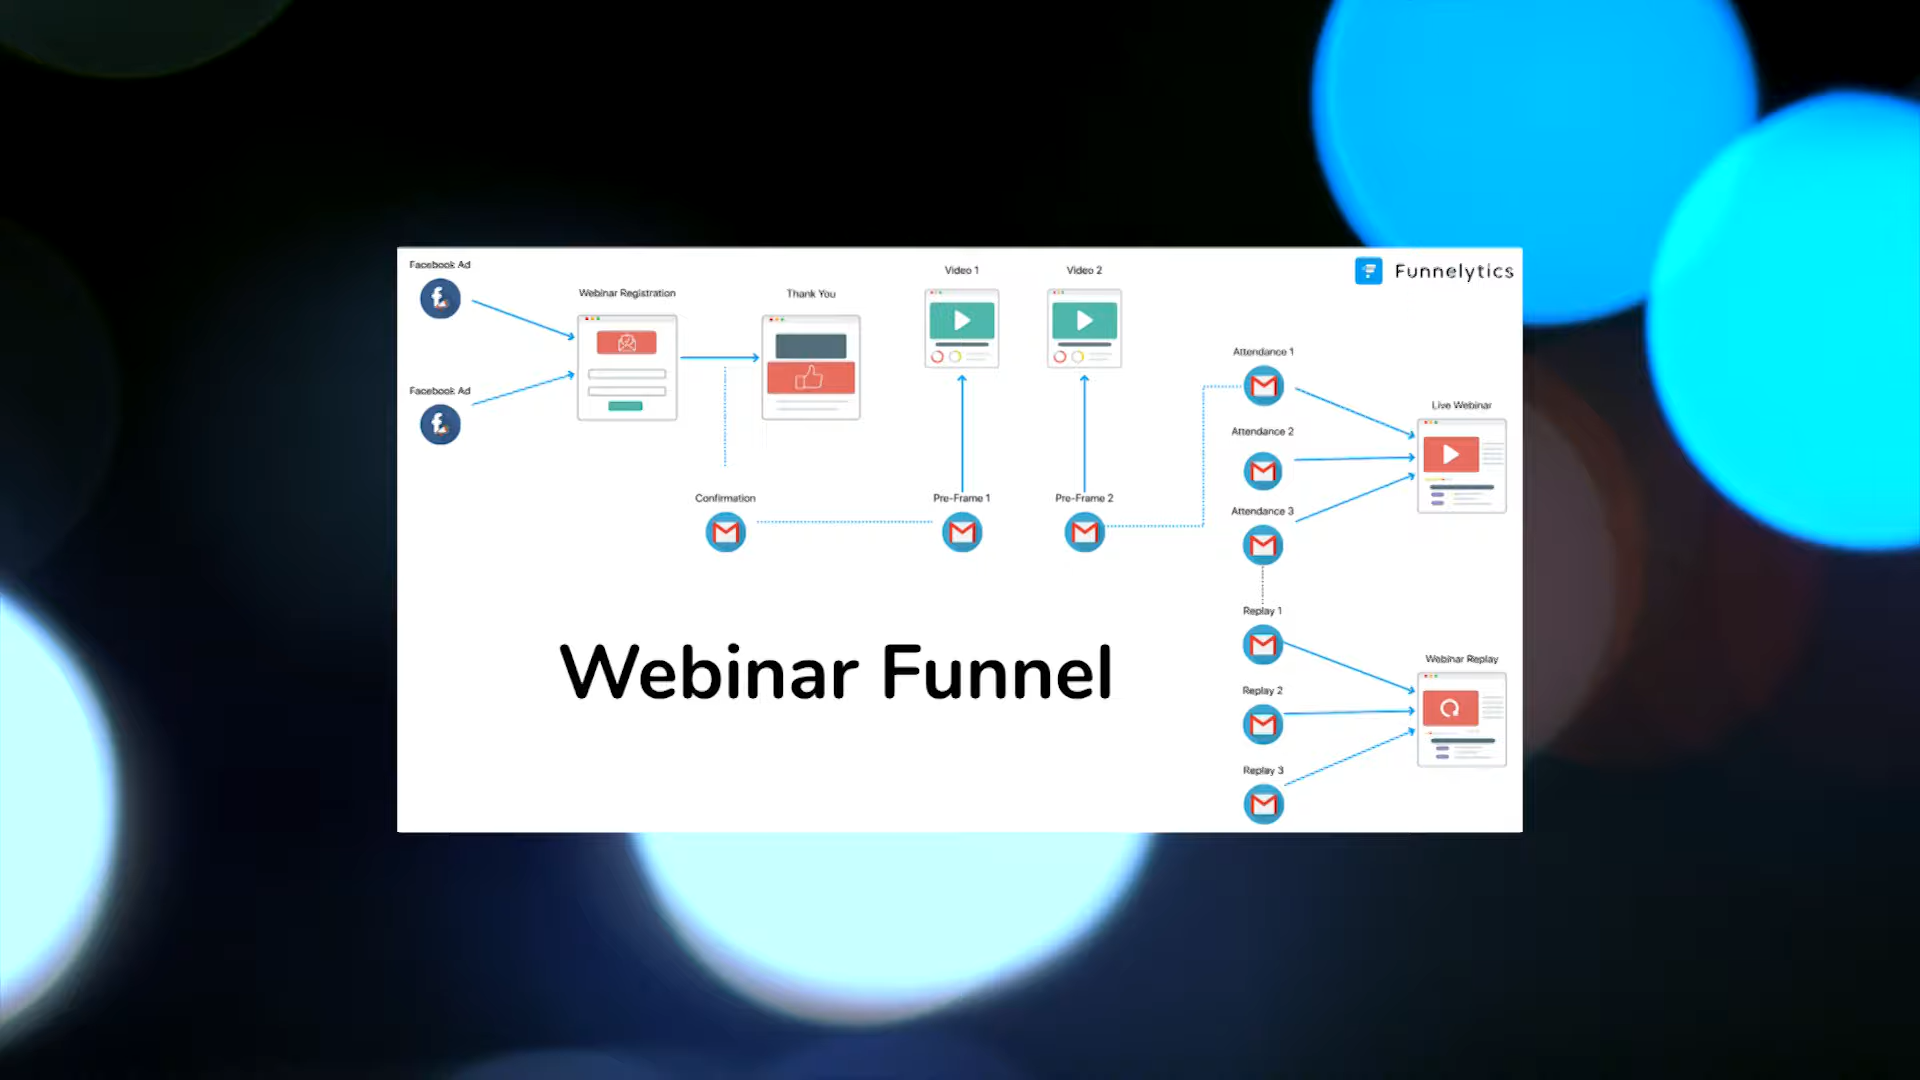 Facebook Ad
Webinar Registration
Thank You
Video 1
Video 2
Funnelytics
Facebook Ad
Attendance 1
Live Webinar
Attendance 2
Confirmation
Pre-Frame 1
Pre-Frame 2
Attendance 3
Replay 1
Webinar Funnel
Webinar Replay
Replay 2
Replay 3